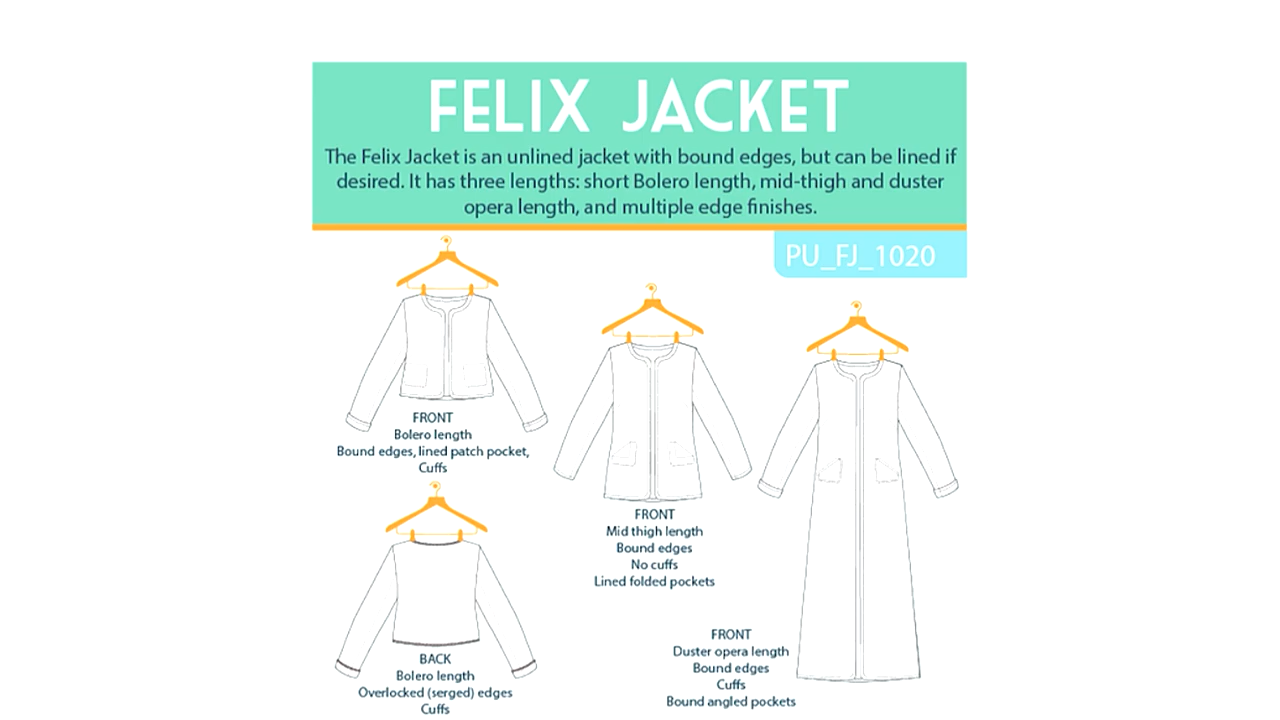 FELIX JACKET
The Felix Jacket is an unlined jacket with bound edges, but can be lined if
desired. It has three lengths: short Bolero length, mid-thigh and duster
opera length, and multiple edge finishes.
PU_FJ_1020
FRONT
Bolero length
Bound edges, lined patch pocket,
Cuffs
FRONT
Mid thigh length
Bound edges
No cuffs
Lined folded pockets
BACK
Bolero length
Overlocked (serged) edges
Cuffs
FRONT
Duster opera length
Bound edges
Cuffs
Bound angled pockets